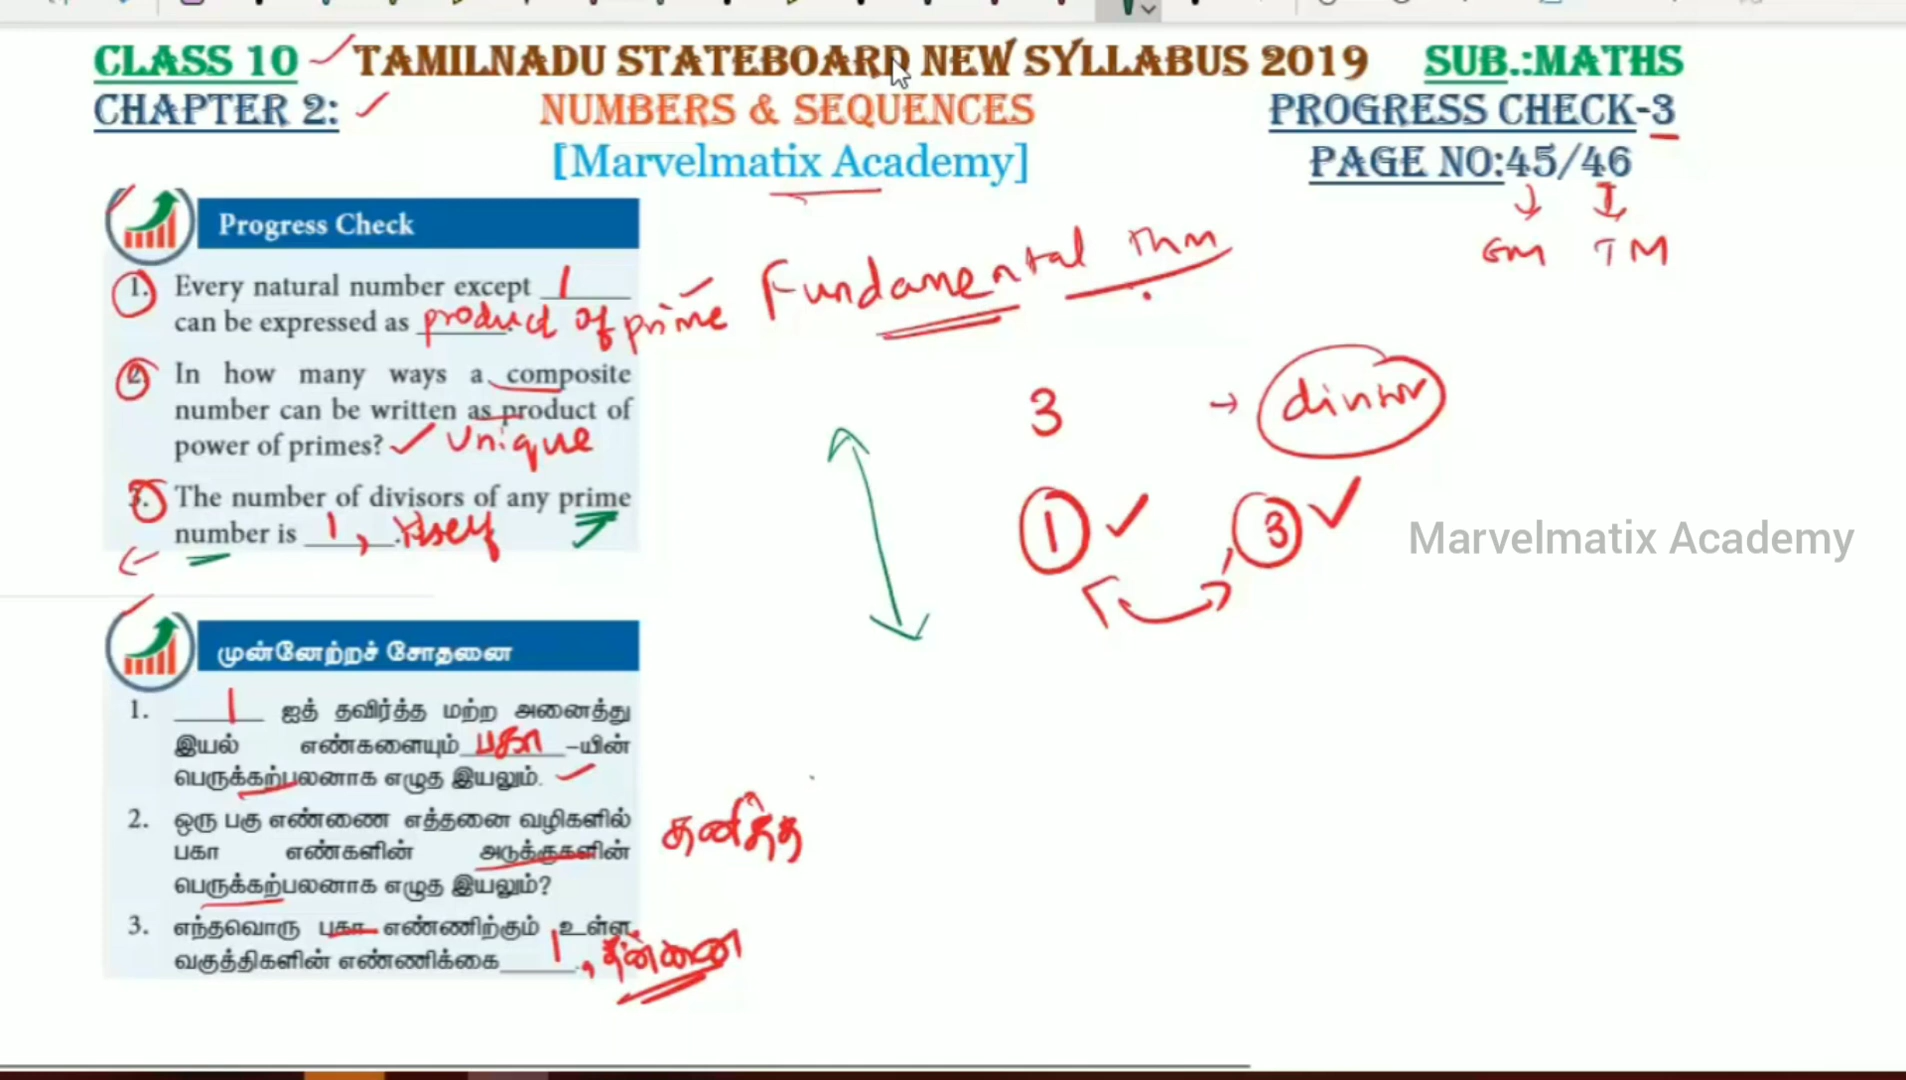 CLASS 10 TAMILNADU STATEBOARD NEW SYLLABUS 2019 SUB.:MATHS
CHAPTER 2: NUMBERS & SEQUENCES PROGRESS CHECK-3
[Marvelmatix Academy] PAGE NO:45/46
EM TM
Progress Check
Fundamental Thm
1. Every natural number except 1
can be expressed as product of prime
2. In how many ways a composite
number can be written as product of
power of primes? Unique
3. The number of divisors of any prime
number is 1, itself.
3 → divisor
1 3
Marvelmatix Academy
முன்னேற்றச் சோதனை
1. 1 ஐத் தவிர்த்த மற்ற அனைத்து
இயல் எண்களையும் பகா -யின்
பெருக்கற்பலனாக எழுத இயலும்.
2. ஒரு பகு எண்ணை எத்தனை வழிகளில்
பகா எண்களின் அடுக்குகளின்
பெருக்கற்பலனாக எழுத இயலும்?
தனித்த
3. எந்தவொரு பகா எண்ணிற்கும் உள்ள
வகுத்திகளின் எண்ணிக்கை 1, தன்னை